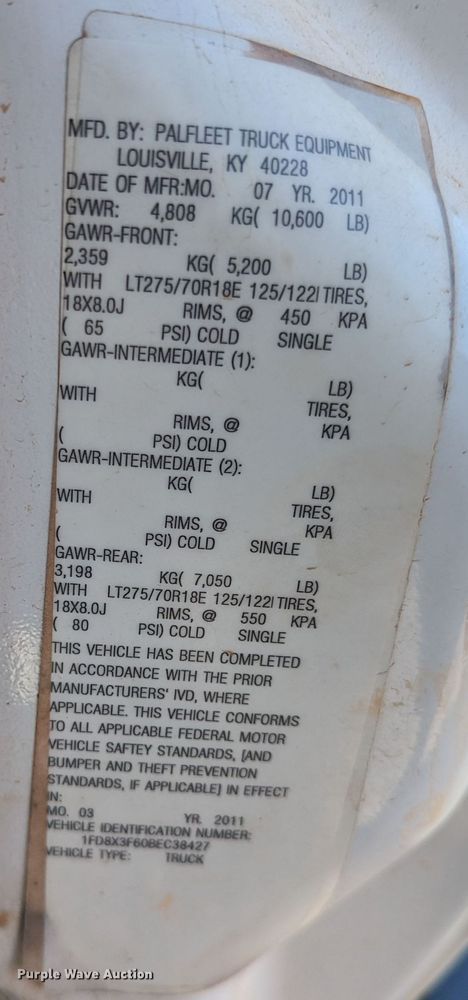 MFD. BY: PALFLEET TRUCK EQUIPMENT
LOUISVILLE, KY 40228
DATE OF MFR:MO. 07 YR. 2011
GVWR: 4,808 KG( 10,600 LB)
GAWR-FRONT:
2,359 KG( 5,200 LB)
WITH LT275/70R18E 125/122 TIRES,
18X8.0J RIMS, @ 450 KPA
( 65 PSI) COLD SINGLE
GAWR-INTERMEDIATE (1):
KG( LB)
WITH TIRES,
RIMS, @ KPA
( PSI) COLD
GAWR-INTERMEDIATE (2):
KG( LB)
WITH TIRES,
RIMS, @ KPA
( PSI) COLD SINGLE
GAWR-REAR:
3,198 KG( 7,050 LB)
WITH LT275/70R18E 125/122 TIRES,
18X8.0J RIMS, @ 550 KPA
( 80 PSI) COLD SINGLE
THIS VEHICLE HAS BEEN COMPLETED
IN ACCORDANCE WITH THE PRIOR
MANUFACTURERS' IVD, WHERE
APPLICABLE. THIS VEHICLE CONFORMS
TO ALL APPLICABLE FEDERAL MOTOR
VEHICLE SAFTEY STANDARDS, [AND
BUMPER AND THEFT PREVENTION
STANDARDS, IF APPLICABLE] IN EFFECT
IN:
MO. 03 YR. 2011
VEHICLE IDENTIFICATION NUMBER:
1FD8X3F60BEC38427
VEHICLE TYPE: TRUCK
Purple Wave Auction